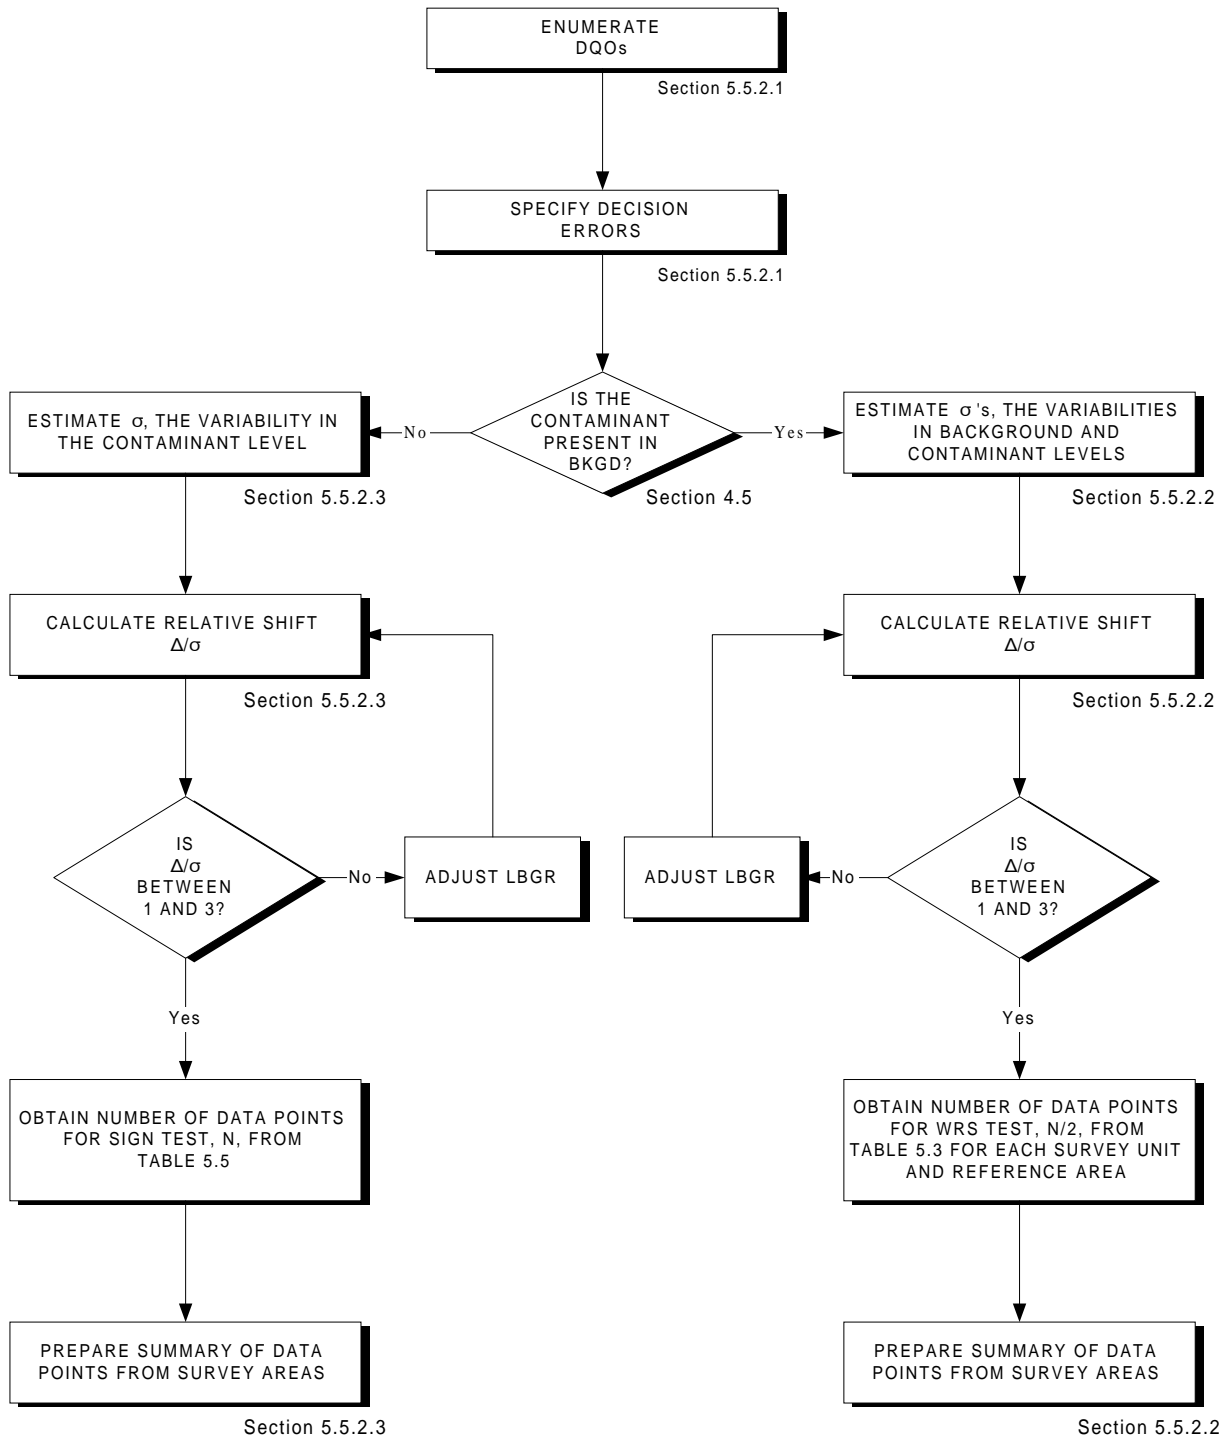 ENUMERATE
DQOs
Section 5.5.2.1
SPECIFY DECISION
ERRORS
Section 5.5.2.1
IS THE
CONTAMINANT
PRESENT IN
BKGD?
Section 4.5
No
Yes
ESTIMATE σ, THE VARIABILITY IN
THE CONTAMINANT LEVEL
Section 5.5.2.3
ESTIMATE σ's, THE VARIABILITIES
IN BACKGROUND AND
CONTAMINANT LEVELS
Section 5.5.2.2
CALCULATE RELATIVE SHIFT
Δ/σ
Section 5.5.2.3
CALCULATE RELATIVE SHIFT
Δ/σ
Section 5.5.2.2
IS
Δ/σ
BETWEEN
1 AND 3?
No
ADJUST LBGR
ADJUST LBGR
No
IS
Δ/σ
BETWEEN
1 AND 3?
Yes
Yes
OBTAIN NUMBER OF DATA POINTS
FOR SIGN TEST, N, FROM
TABLE 5.5
OBTAIN NUMBER OF DATA POINTS
FOR WRS TEST, N/2, FROM
TABLE 5.3 FOR EACH SURVEY UNIT
AND REFERENCE AREA
PREPARE SUMMARY OF DATA
POINTS FROM SURVEY AREAS
Section 5.5.2.3
PREPARE SUMMARY OF DATA
POINTS FROM SURVEY AREAS
Section 5.5.2.2